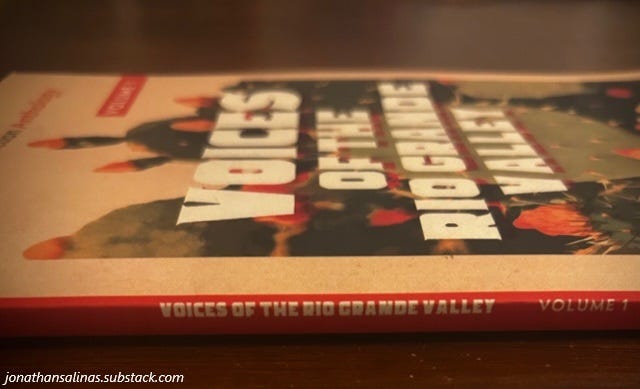 Anthology
VOLUME 1
VOICES
OF THE
RIO GRANDE
VALLEY
VOICES OF THE RIO GRANDE VALLEY VOLUME 1
jonathansalinas.substack.com